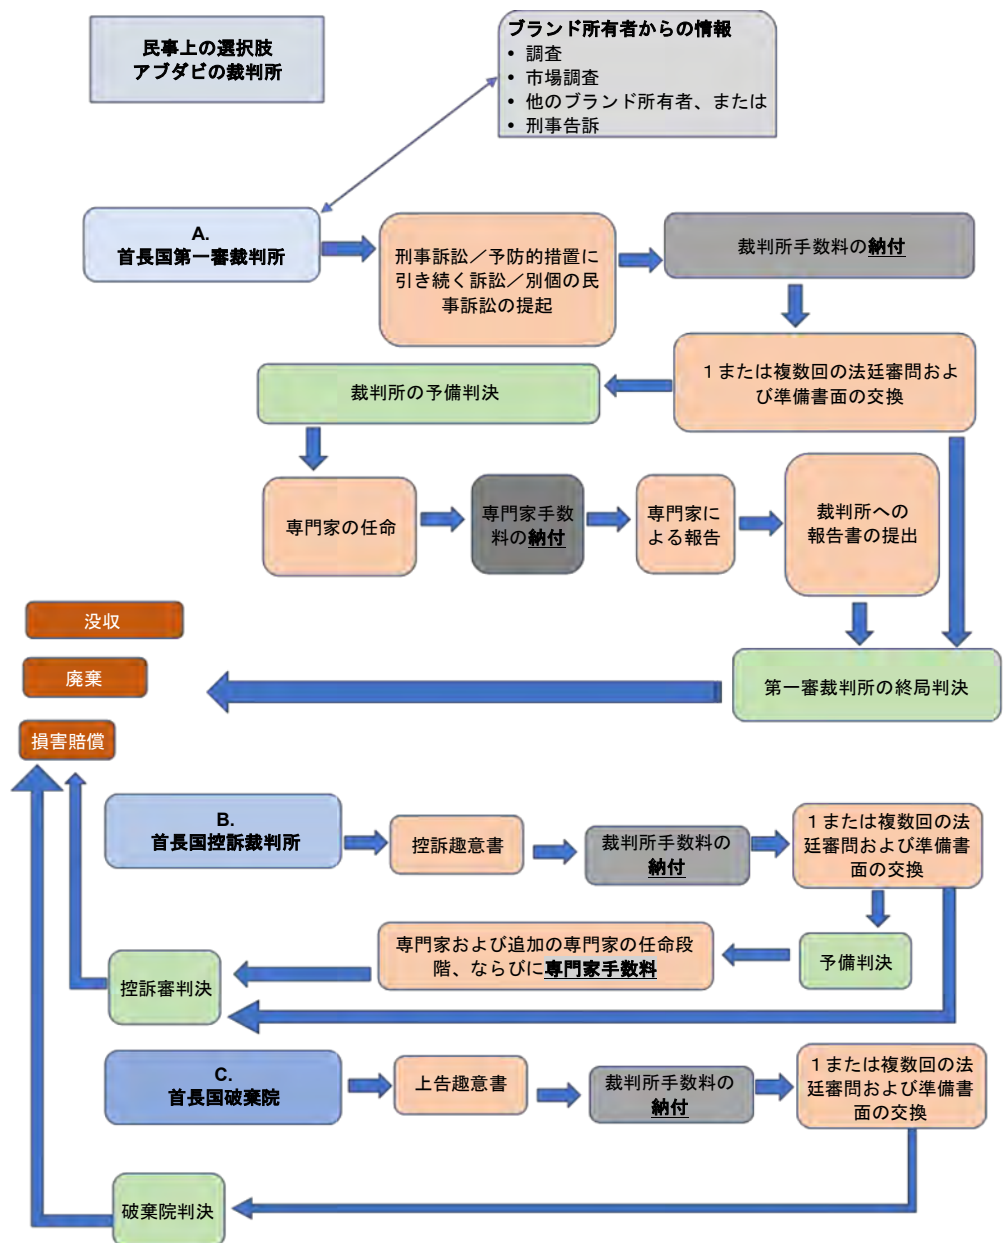 民事上の選択肢
アブダビの裁判所
ブランド所有者からの情報
• 調査
• 市場調査
• 他のブランド所有者、または
• 刑事告訴
A.
首長国第一審裁判所
刑事訴訟／予防的措置に
引き続く訴訟／別個の民
事訴訟の提起
裁判所手数料の納付
１または複数回の法廷審問およ
び準備書面の交換
裁判所の予備判決
専門家の任命
専門家手数
料の納付
専門家に
よる報告
裁判所への
報告書の提出
没収
廃棄
損害賠償
第一審裁判所の終局判決
B.
首長国控訴裁判所
控訴趣意書
裁判所手数料の
納付
１または複数回の法
廷審問および準備書
面の交換
予備判決
専門家および追加の専門家の任命段
階、ならびに専門家手数料
控訴審判決
C.
首長国破棄院
上告趣意書
裁判所手数料の
納付
１または複数回の法
廷審問および準備書
面の交換
破棄院判決